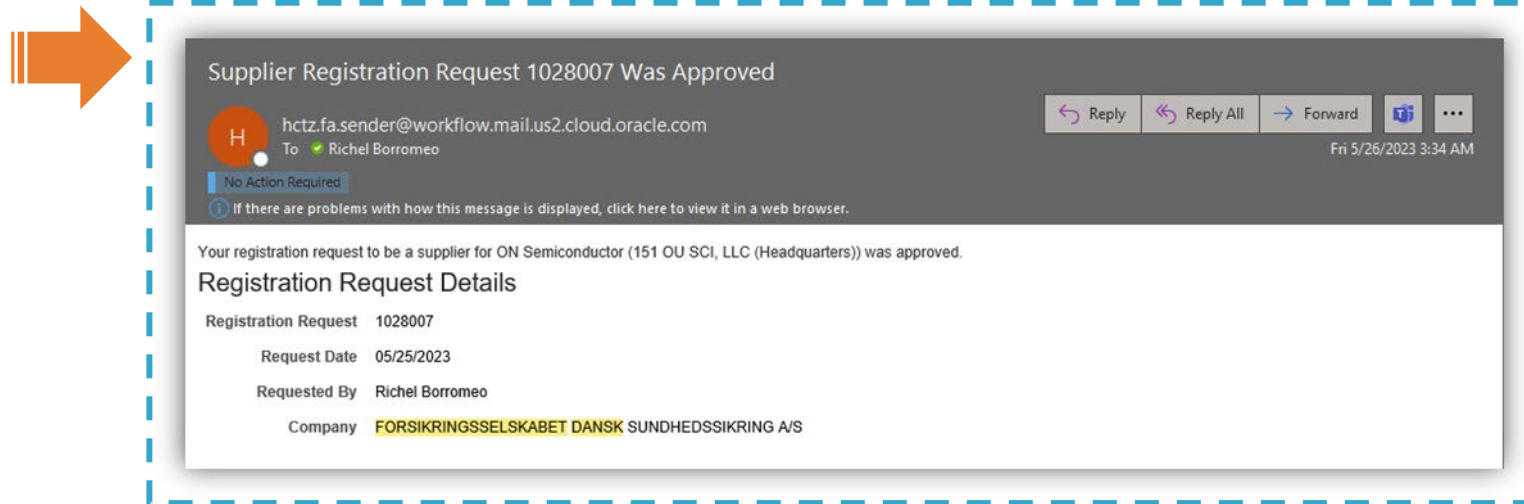 Supplier Registration Request 1028007 Was Approved
H
hctz.fa.sender@workflow.mail.us2.cloud.oracle.com
To Richel Borromeo
Reply Reply All Forward
Fri 5/26/2023 3:34 AM
No Action Required
If there are problems with how this message is displayed, click here to view it in a web browser.
Your registration request to be a supplier for ON Semiconductor (151 OU SCI, LLC (Headquarters)) was approved.
Registration Request Details
Registration Request 1028007
Request Date 05/25/2023
Requested By Richel Borromeo
Company FORSIKRINGSSELSKABET DANSK SUNDHEDSSIKRING A/S